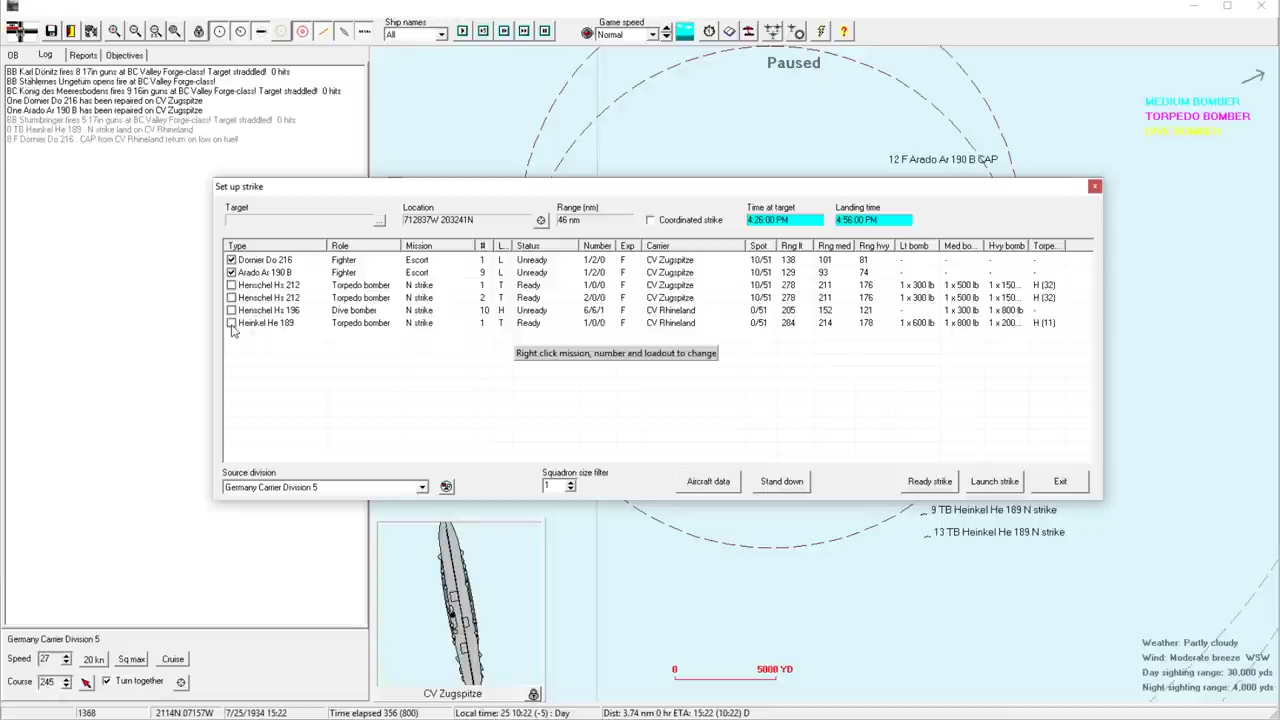 Ship names
Game speed
All
Normal
OB Log Reports Objectives
BB Karl Dönitz fires 8 17in guns at BC Valley Forge-class! Target straddled! 0 hits
BB Stählernes Ungetüm opens fire at BC Valley Forge-class!
BC König des Meeresbodens fires 9 16in guns at BC Valley Forge-class! Target straddled! 0 hits
One Dornier Do 216 has been repaired on CV Zugspitze
One Arado Ar 190 B has been repaired on CV Zugspitze
BB Sturmbringer fires 5 17in guns at BC Valley Forge-class! Target straddled! 0 hits
0 TB Heinkel He 189 . N strike land on CV Rhineland
8 F Dornier Do 216 . CAP from CV Rhineland return on low on fuel!
Paused
MEDIUM BOMBER
TORPEDO BOMBER
DIVE BOMBER
12 F Arado Ar 190 B CAP
Set up strike
Target
Location
Range (nm)
Time at target
Landing time
...
712837W 203241N
46 nm
Coordinated strike
4:26:00 PM
4:56:00 PM
Type Role Mission # L... Status Number Exp Carrier Spot Rng lt Rng med Rng hvy Lt bomb Med bo... Hvy bomb Torpe...
Dornier Do 216 Fighter Escort 1 L Unready 1/2/0 F CV Zugspitze 10/51 138 101 81 - - - -
Arado Ar 190 B Fighter Escort 9 L Unready 1/2/0 F CV Zugspitze 10/51 129 93 74 - - - -
Henschel Hs 212 Torpedo bomber N strike 1 T Ready 1/0/0 F CV Zugspitze 10/51 278 211 176 1 x 300 lb 1 x 500 lb 1 x 150... H (32)
Henschel Hs 212 Torpedo bomber N strike 2 T Ready 2/0/0 F CV Zugspitze 10/51 278 211 176 1 x 300 lb 1 x 500 lb 1 x 150... H (32)
Henschel Hs 196 Dive bomber N strike 10 H Unready 6/6/1 F CV Rhineland 0/51 205 152 121 - 1 x 300 lb 1 x 800 lb -
Heinkel He 189 Torpedo bomber N strike 1 T Ready 1/0/0 F CV Rhineland 0/51 284 214 178 1 x 600 lb 1 x 800 lb 1 x 200... H (11)
Right click mission, number and loadout to change
Source division
Squadron size filter
Germany Carrier Division 5
1
Aircraft data
Stand down
Ready strike
Launch strike
Exit
9 TB Heinkel He 189 N strike
13 TB Heinkel He 189 N strike
Germany Carrier Division 5
Speed 27 20 kn Sq max Cruise
Course 245 Turn together
CV Zugspitze
0 5000 YD
Weather: Partly cloudy
Wind: Moderate breeze WSW
Day sighting range: 30,000 yds
Night sighting range: 4,000 yds
1368 2114N 07157W 7/25/1934 15:22 Time elapsed 356 (800) Local time: 25 10:22 (-5) : Day Dist: 3.74 nm 0 hr ETA: 15:22 (10:22) D